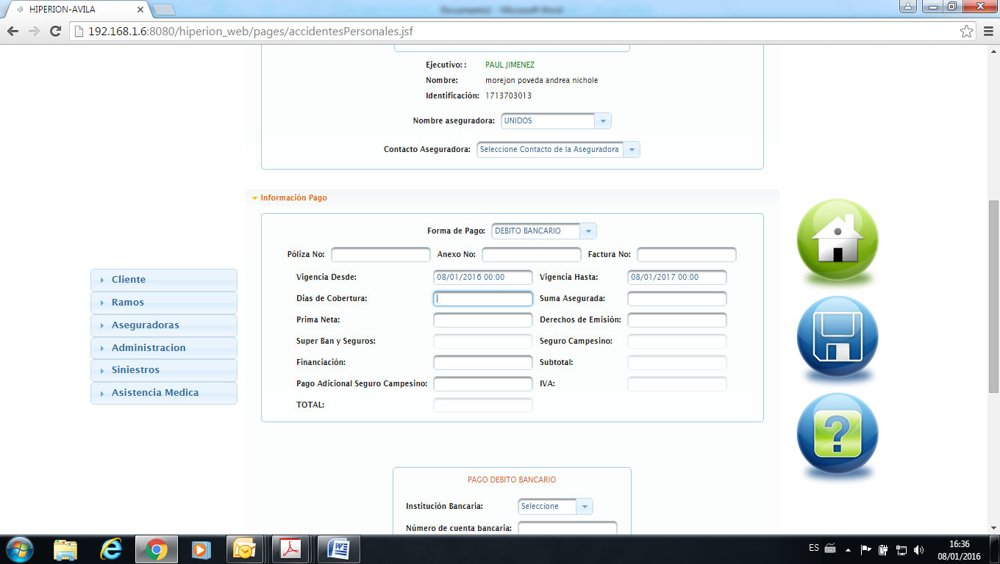 HIPERION-AVILA
192.168.1.6:8080/hiperion_web/pages/accidentesPersonales.jsf
Ejecutivo: : PAUL JIMENEZ
Nombre: morejon poveda andrea nichole
Identificación: 1713703013
Nombre aseguradora: UNIDOS
Contacto Aseguradora: Seleccione Contacto de la Aseguradora
Información Pago
Forma de Pago: DEBITO BANCARIO
Póliza No: Anexo No: Factura No:
Vigencia Desde: 08/01/2016 00:00 Vigencia Hasta: 08/01/2017 00:00
Dias de Cobertura: Suma Asegurada:
Prima Neta: Derechos de Emisión:
Super Ban y Seguros: Seguro Campesino:
Financiación: Subtotal:
Pago Adicional Seguro Campesino: IVA:
TOTAL:
Cliente
Ramos
Aseguradoras
Administracion
Siniestros
Asistencia Medica
PAGO DEBITO BANCARIO
Institución Bancaria: Seleccione
Número de cuenta bancaria:
ES
16:36
08/01/2016